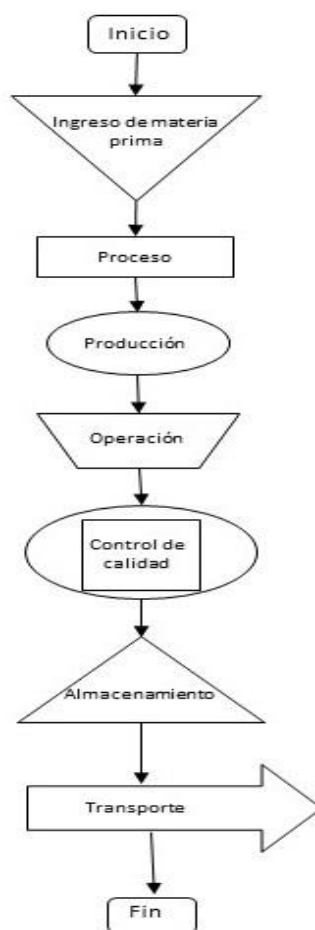 Inicio
Ingreso de materia
prima
Proceso
Producción
Operación
Control de
calidad
Almacenamiento
Transporte
Fin